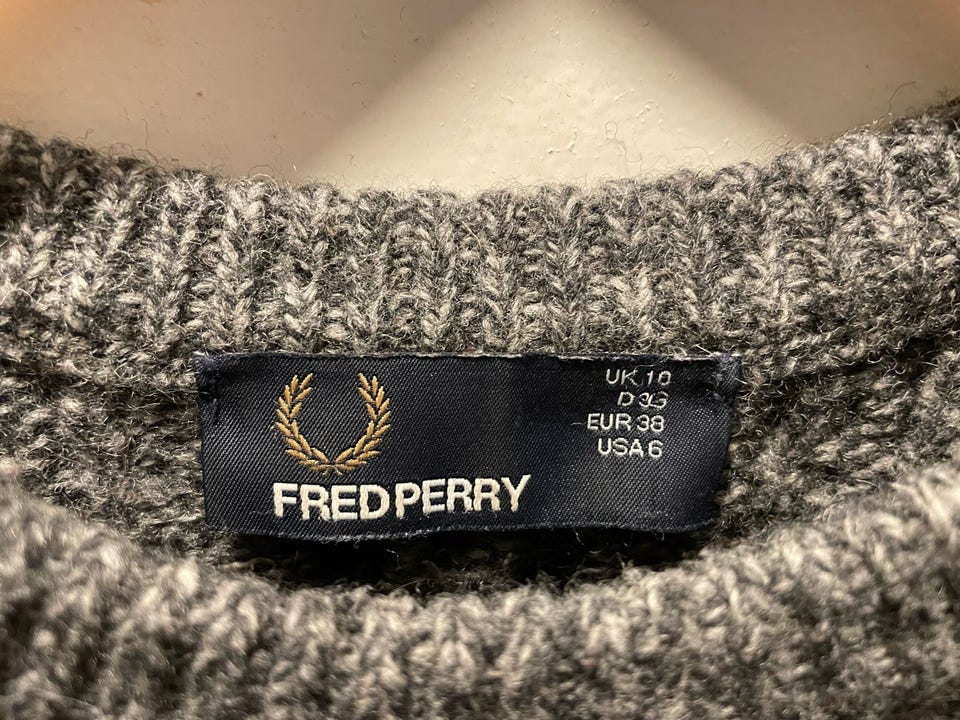 FRED PERRY
UK 10
D 36
EUR 38
USA 6